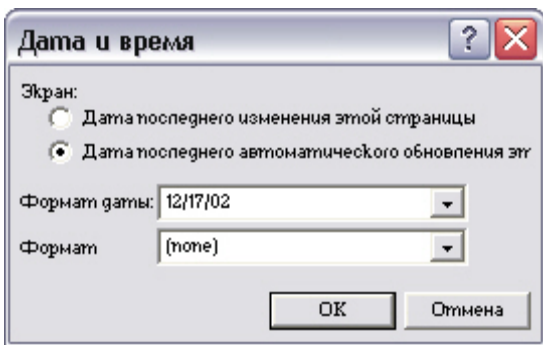 Дата и время
Экран:
Дата последнего изменения этой страницы
Дата последнего автоматического обновления эт
Формат даты: 12/17/02
Формат (none)
OK Отмена